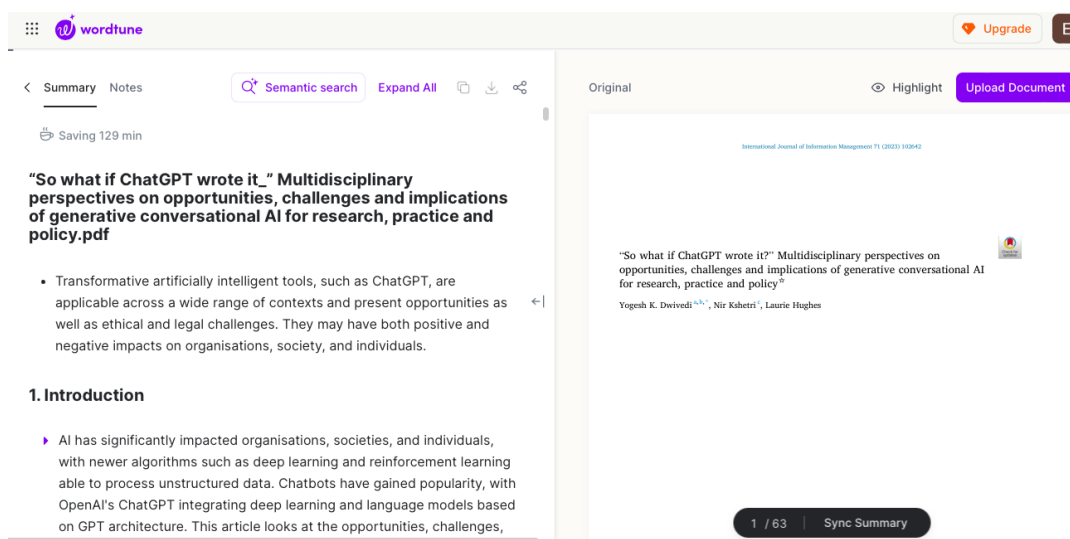 wordtune
Upgrade
E
Summary Notes
Semantic search Expand All
Saving 129 min
“So what if ChatGPT wrote it_” Multidisciplinary
perspectives on opportunities, challenges and implications
of generative conversational AI for research, practice and
policy.pdf
• Transformative artificially intelligent tools, such as ChatGPT, are
applicable across a wide range of contexts and present opportunities as
well as ethical and legal challenges. They may have both positive and
negative impacts on organisations, society, and individuals.
1. Introduction
AI has significantly impacted organisations, societies, and individuals,
with newer algorithms such as deep learning and reinforcement learning
able to process unstructured data. Chatbots have gained popularity, with
OpenAI's ChatGPT integrating deep learning and language models based
on GPT architecture. This article looks at the opportunities, challenges,
Original
Highlight
Upload Document
International Journal of Information Management 71 (2023) 102642
“So what if ChatGPT wrote it?” Multidisciplinary perspectives on
opportunities, challenges and implications of generative conversational AI
for research, practice and policy☆
Yogesh K. Dwivedi a,b,*, Nir Kshetri c, Laurie Hughes
1 / 63 Sync Summary